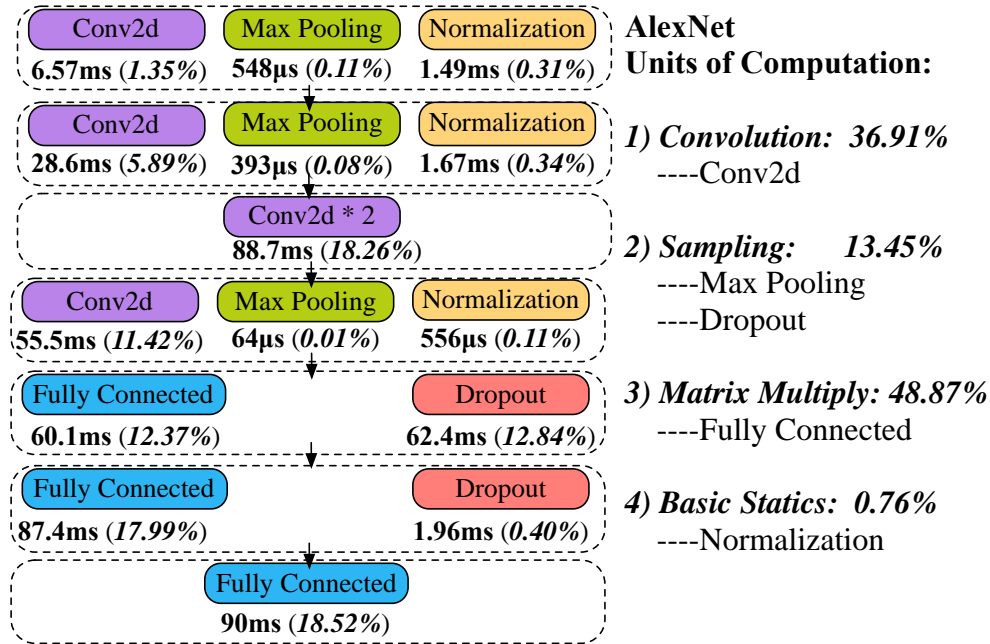 Conv2d Max Pooling Normalization
6.57ms (1.35%) 548μs (0.11%) 1.49ms (0.31%)
Conv2d Max Pooling Normalization
28.6ms (5.89%) 393μs (0.08%) 1.67ms (0.34%)
Conv2d * 2
88.7ms (18.26%)
Conv2d Max Pooling Normalization
55.5ms (11.42%) 64μs (0.01%) 556μs (0.11%)
Fully Connected Dropout
60.1ms (12.37%) 62.4ms (12.84%)
Fully Connected Dropout
87.4ms (17.99%) 1.96ms (0.40%)
Fully Connected
90ms (18.52%)
AlexNet
Units of Computation:
1) Convolution: 36.91%
----Conv2d
2) Sampling: 13.45%
----Max Pooling
----Dropout
3) Matrix Multiply: 48.87%
----Fully Connected
4) Basic Statics: 0.76%
----Normalization